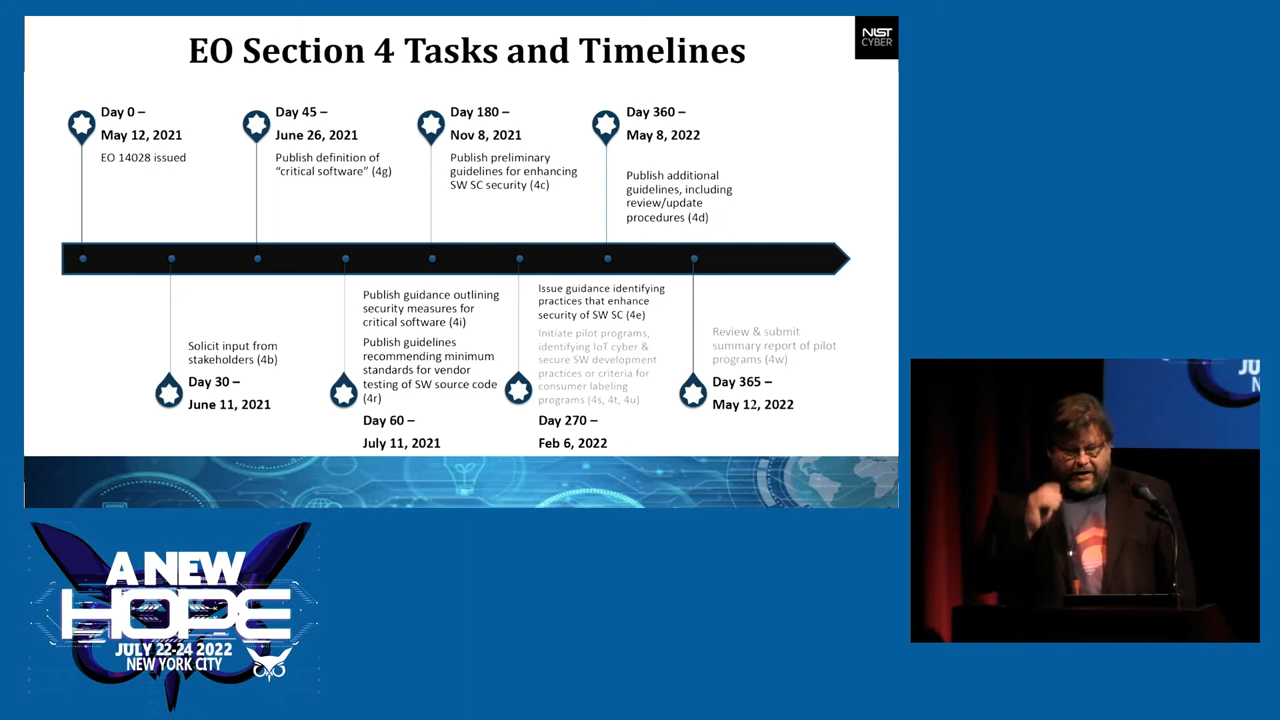 EO Section 4 Tasks and Timelines
NIST
CYBER
Day 0 –
May 12, 2021
EO 14028 issued
Day 45 –
June 26, 2021
Publish definition of
“critical software” (4g)
Day 180 –
Nov 8, 2021
Publish preliminary
guidelines for enhancing
SW SC security (4c)
Day 360 –
May 8, 2022
Publish additional
guidelines, including
review/update
procedures (4d)
Solicit input from
stakeholders (4b)
Day 30 –
June 11, 2021
Publish guidance outlining
security measures for
critical software (4i)
Publish guidelines
recommending minimum
standards for vendor
testing of SW source code
(4r)
Day 60 –
July 11, 2021
Issue guidance identifying
practices that enhance
security of SW SC (4e)
Initiate pilot programs,
identifying IoT cyber &
secure SW development
practices or criteria for
consumer labeling
programs (4s, 4t, 4u)
Day 270 –
Feb 6, 2022
Review & submit
summary report of pilot
programs (4w)
Day 365 –
May 12, 2022
A NEW
HOPE
JULY 22-24 2022
NEW YORK CITY
JU
N